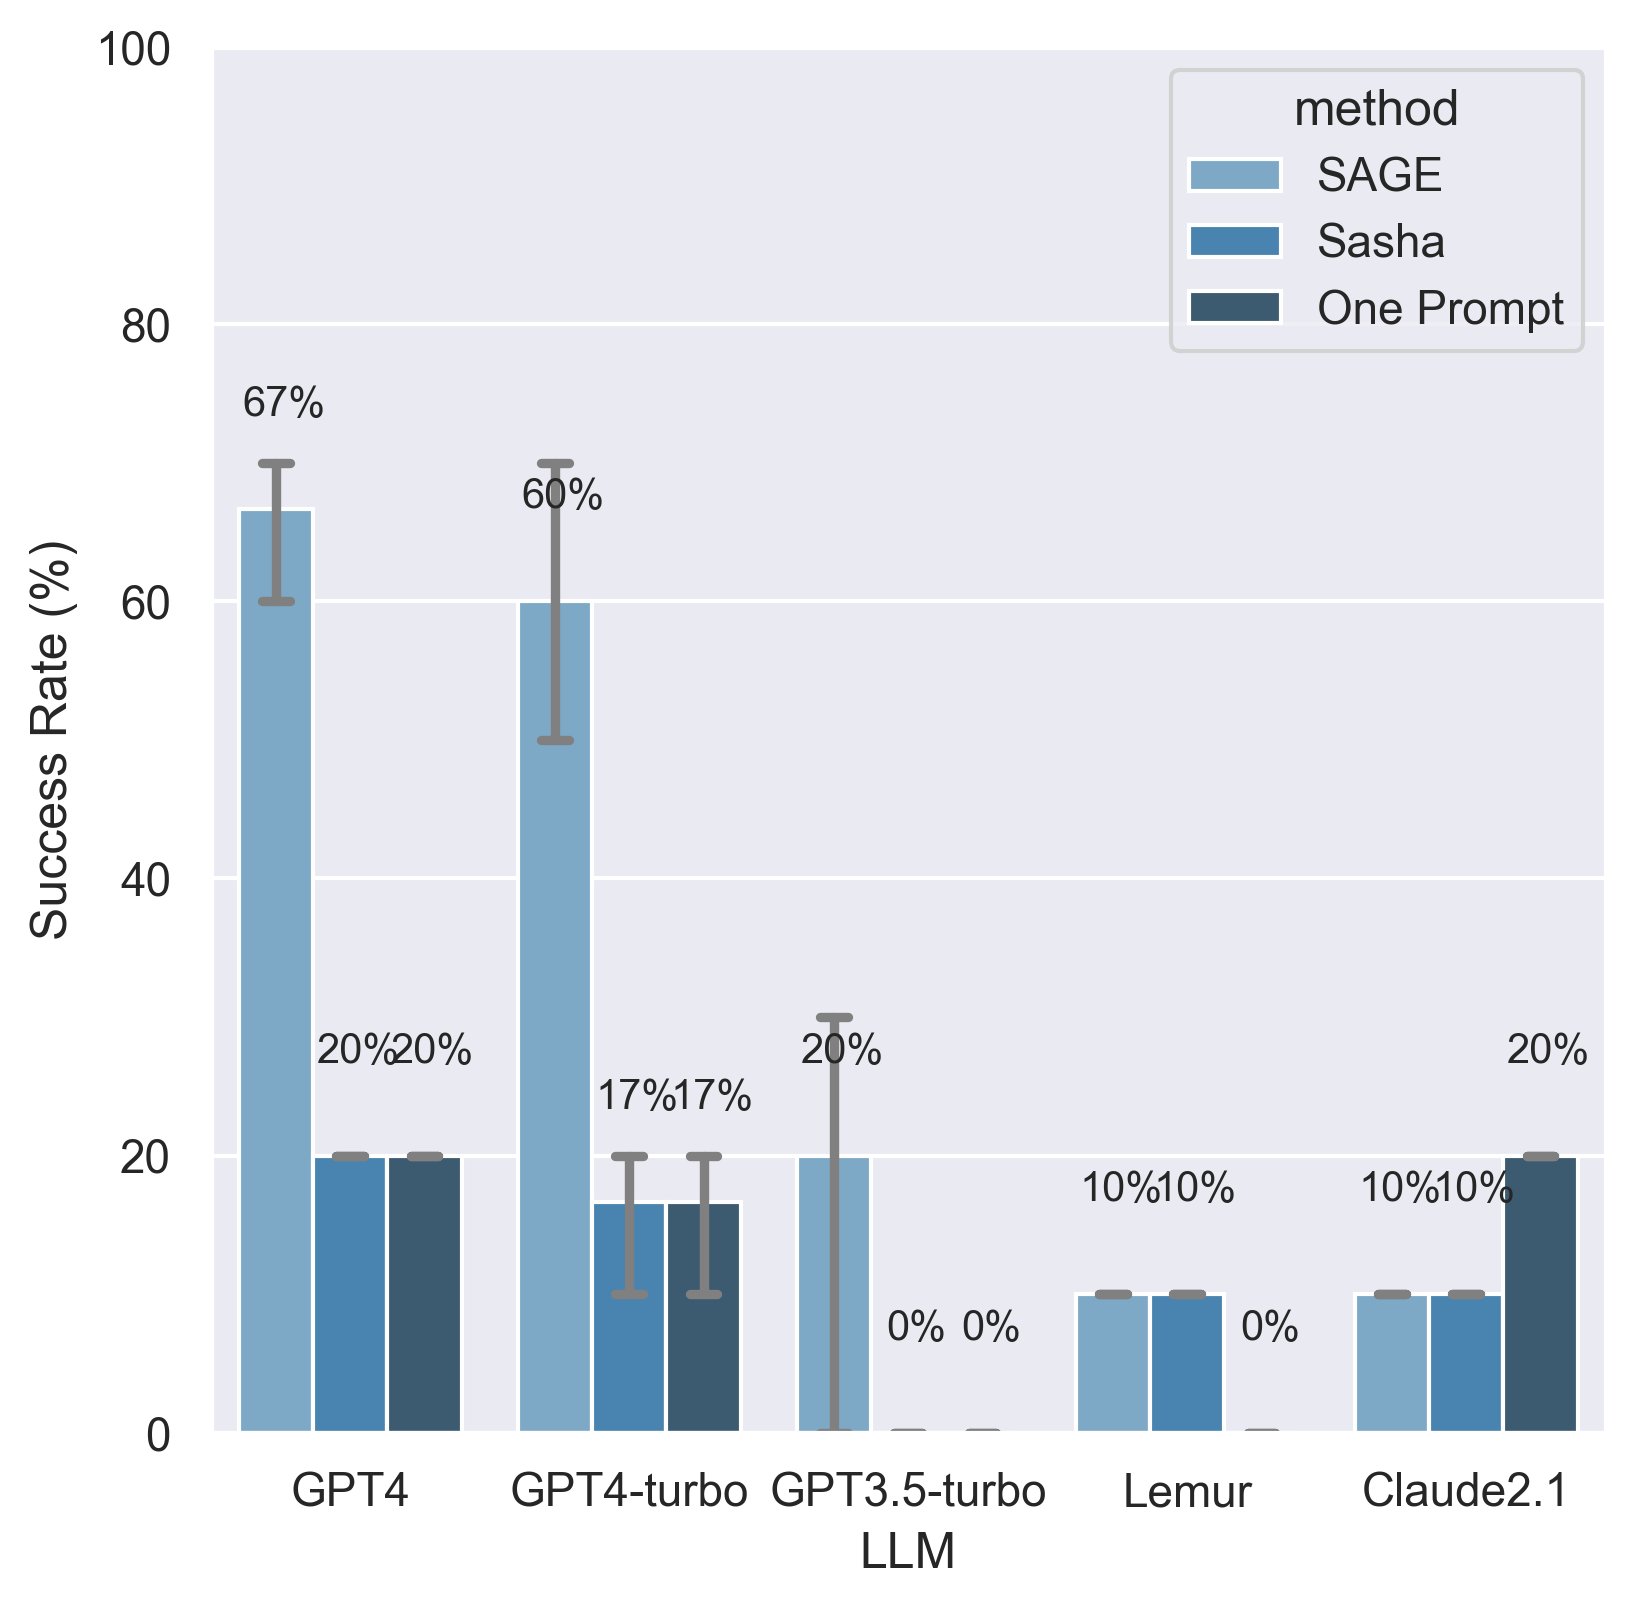 100
80
60
40
20
0
Success Rate (%)
method
SAGE
Sasha
One Prompt
67%
20%
20%
60%
17%
17%
20%
0%
0%
10%
10%
0%
10%
10%
20%
GPT4
GPT4-turbo
GPT3.5-turbo
Lemur
Claude2.1
LLM